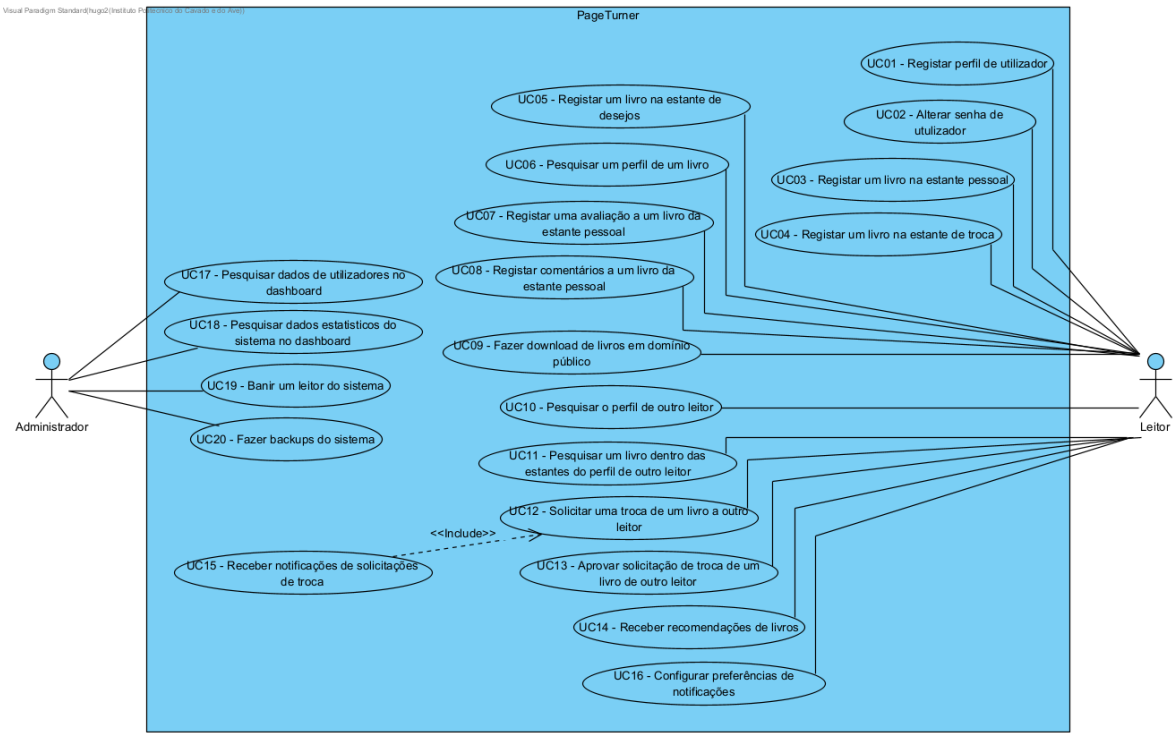 Visual Paradigm Standard(hugo2(Instituto Politécnico do Cávado e do Ave))
PageTurner
UC01 - Registar perfil de utilizador
UC05 - Registar um livro na estante de
desejos
UC02 - Alterar senha de
utulizador
UC06 - Pesquisar um perfil de um livro
UC03 - Registar um livro na estante pessoal
UC07 - Registar uma avaliação a um livro da
estante pessoal
UC04 - Registar um livro na estante de troca
UC08 - Registar comentários a um livro da
estante pessoal
UC17 - Pesquisar dados de utilizadores no
dashboard
UC18 - Pesquisar dados estatisticos do
sistema no dashboard
UC09 - Fazer download de livros em domínio
público
UC19 - Banir um leitor do sistema
UC10 - Pesquisar o perfil de outro leitor
Administrador
Leitor
UC20 - Fazer backups do sistema
UC11 - Pesquisar um livro dentro das
estantes do perfil de outro leitor
UC12 - Solicitar uma troca de um livro a outro
leitor
<<Include>>
UC15 - Receber notificações de solicitações
de troca
UC13 - Aprovar solicitação de troca de um
livro de outro leitor
UC14 - Receber recomendações de livros
UC16 - Configurar preferências de
notificações